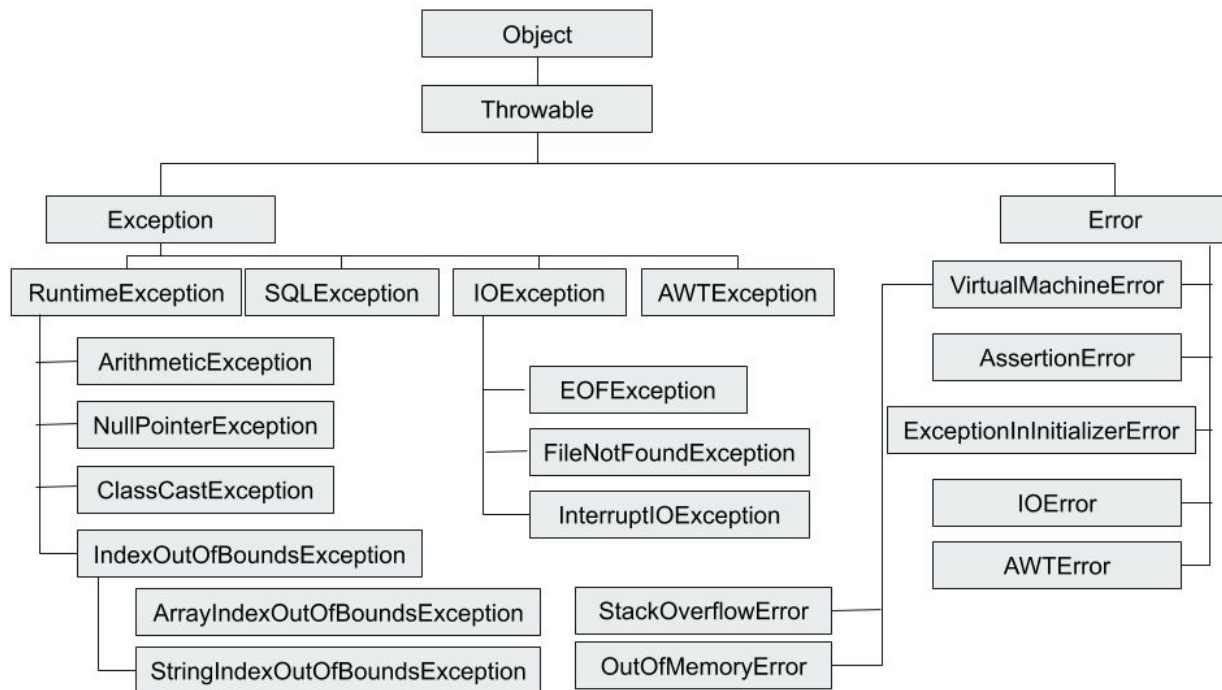 Object
Throwable
Exception
Error
RuntimeException
SQLException
IOException
AWTException
VirtualMachineError
ArithmeticException
AssertionError
EOFException
NullPointerException
ExceptionInInitializerError
FileNotFoundException
ClassCastException
IOError
InterruptIOException
IndexOutOfBoundsException
AWTError
ArrayIndexOutOfBoundsException
StackOverflowError
StringIndexOutOfBoundsException
OutOfMemoryError